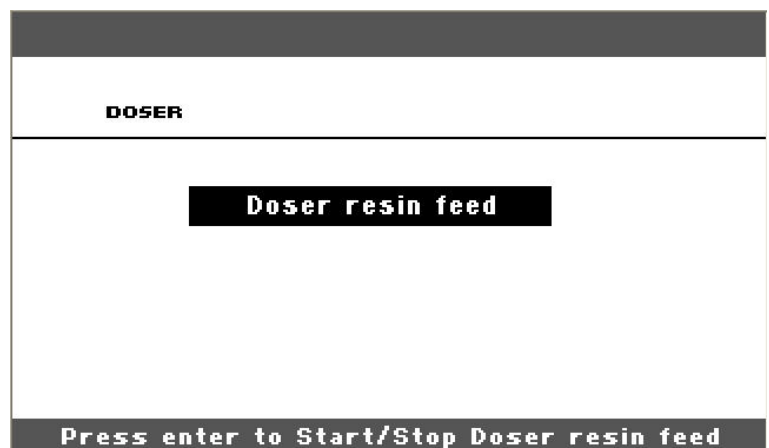 DOSER
Doser resin feed
Press enter to Start/Stop Doser resin feed